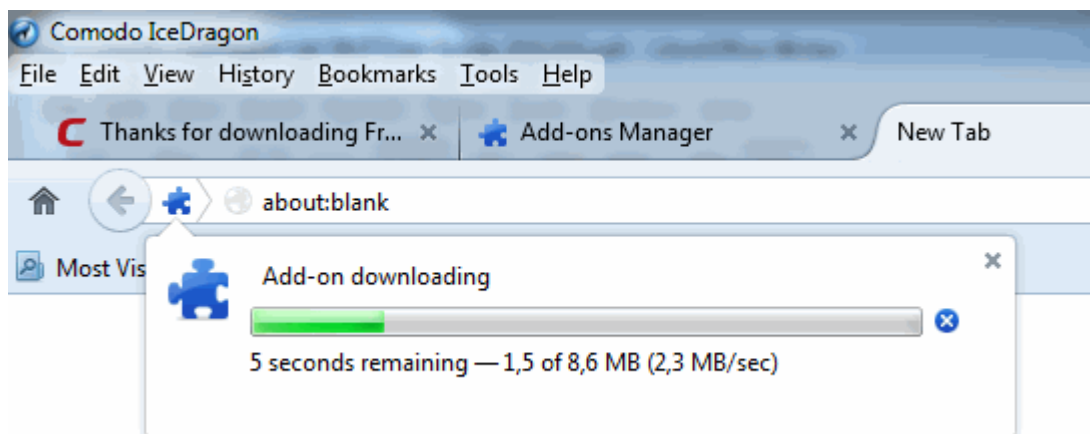 Comodo IceDragon
File Edit View History Bookmarks Tools Help
Thanks for downloading Fr... Add-ons Manager New Tab
about:blank
Most Vis
Add-on downloading
5 seconds remaining — 1,5 of 8,6 MB (2,3 MB/sec)